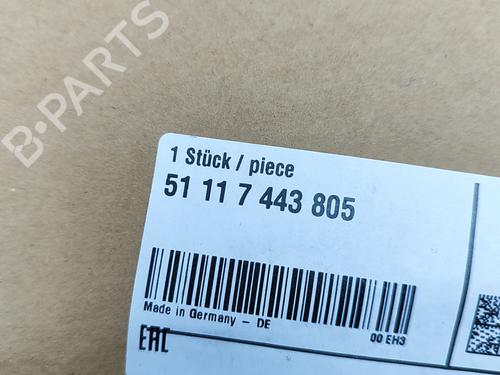 B-PARTS
1 Stück / piece
51 11 7 443 805
Made in Germany – DE
00 EH3
EAC